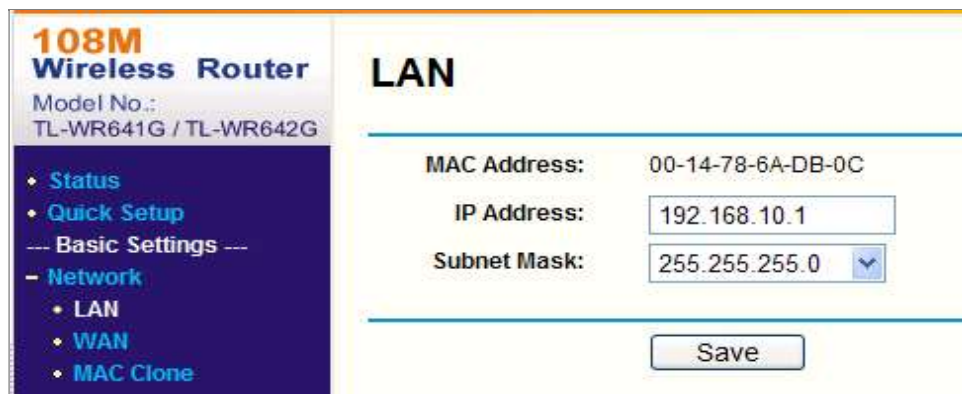 108M
Wireless Router
Model No.:
TL-WR641G / TL-WR642G
• Status
• Quick Setup
--- Basic Settings ---
– Network
• LAN
• WAN
• MAC Clone
LAN
MAC Address: 00-14-78-6A-DB-0C
IP Address: 192.168.10.1
Subnet Mask: 255.255.255.0
Save